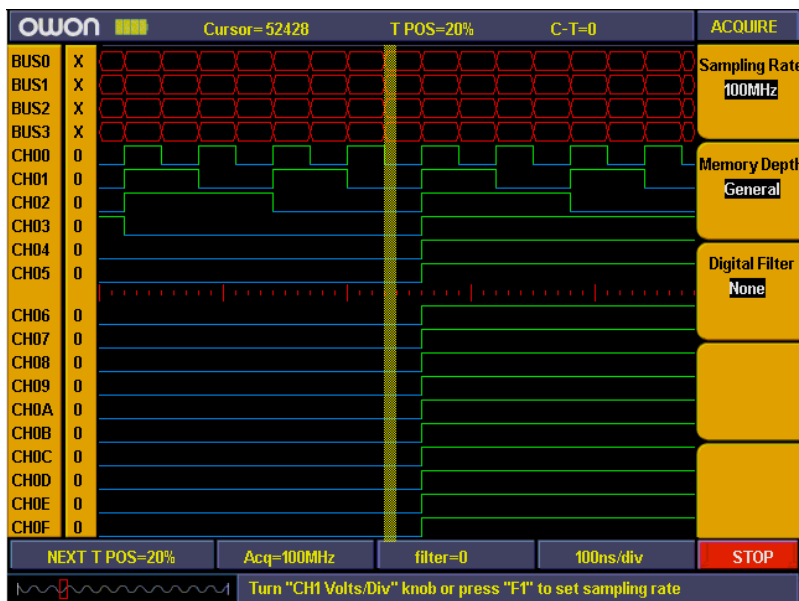 owon Cursor=52428 T POS=20% C-T=0 ACQUIRE
BUS0 X
BUS1 X
BUS2 X
BUS3 X
CH00 0
CH01 0
CH02 0
CH03 0
CH04 0
CH05 0
CH06 0
CH07 0
CH08 0
CH09 0
CH0A 0
CH0B 0
CH0C 0
CH0D 0
CH0E 0
CH0F 0
Sampling Rate
100MHz
Memory Depth
General
Digital Filter
None
NEXT T POS=20% Acq=100MHz filter=0 100ns/div STOP
Turn "CH1 Volts/Div" knob or press "F1" to set sampling rate